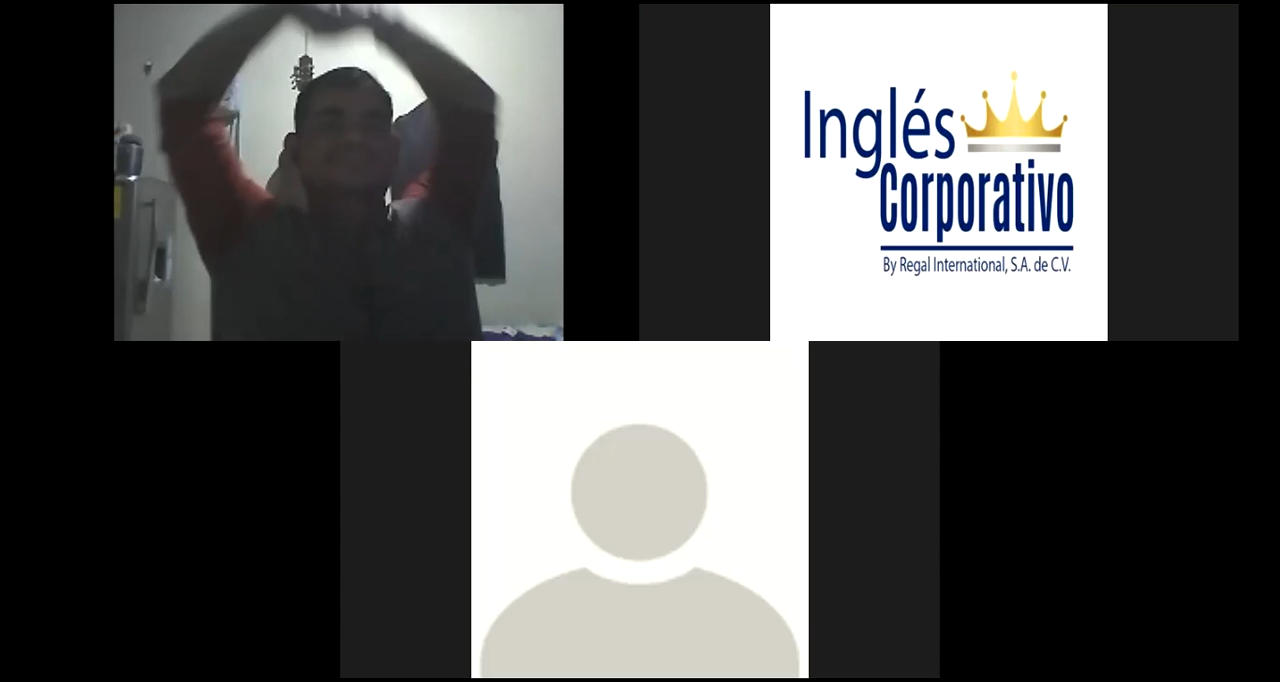 Inglés
Corporativo
By Regal International, S.A. de C.V.